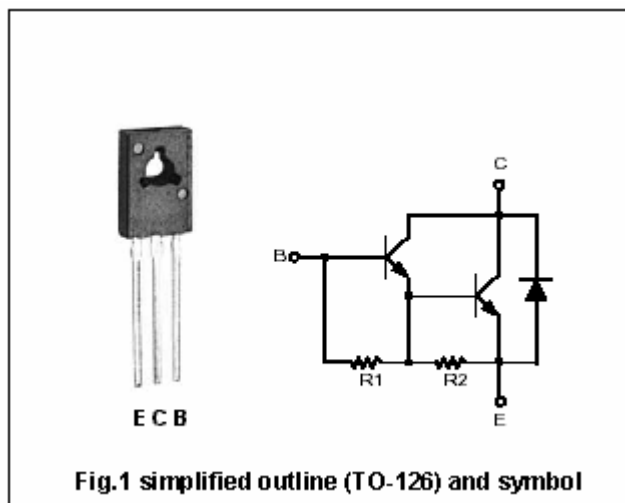 C
B
R1
R2
E
E C B
Fig.1 simplified outline (TO-126) and symbol